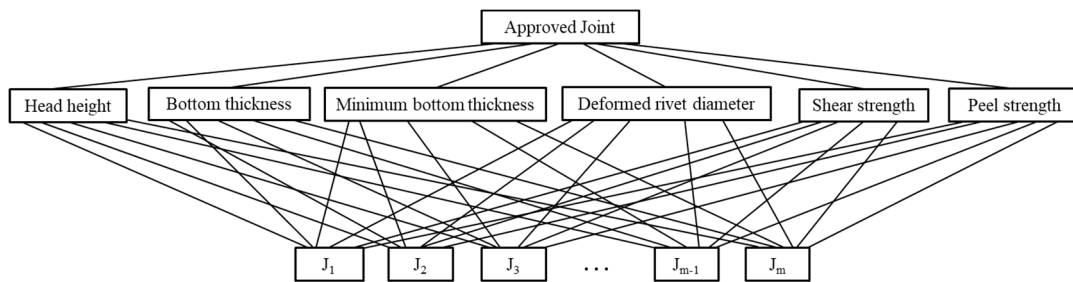 Approved Joint
Head height Bottom thickness Minimum bottom thickness Deformed rivet diameter Shear strength Peel strength
J1 J2 J3 ... Jm-1 Jm